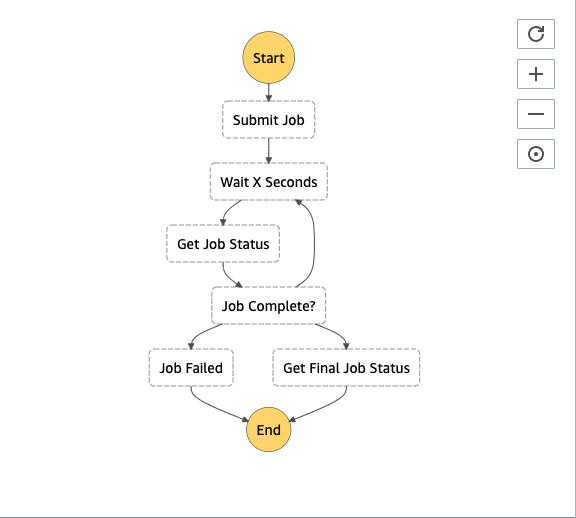 Start
Submit Job
Wait X Seconds
Get Job Status
Job Complete?
Job Failed
Get Final Job Status
End